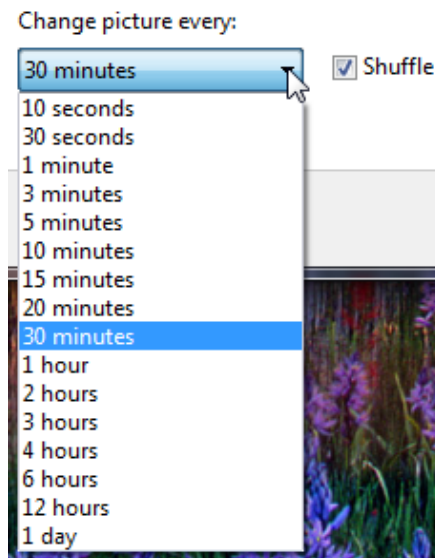 Change picture every:
30 minutes
Shuffle
10 seconds
30 seconds
1 minute
3 minutes
5 minutes
10 minutes
15 minutes
20 minutes
30 minutes
1 hour
2 hours
3 hours
4 hours
6 hours
12 hours
1 day